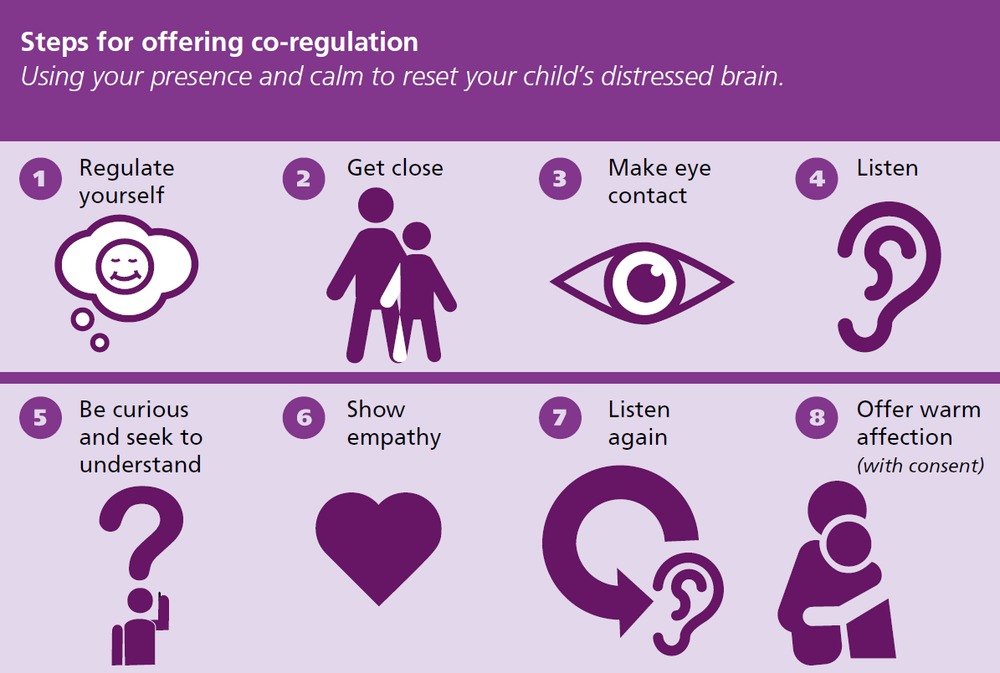 Steps for offering co-regulation
Using your presence and calm to reset your child's distressed brain.
1
Regulate
yourself
2
Get close
3
Make eye
contact
4
Listen
5
Be curious
and seek to
understand
6
Show
empathy
7
Listen
again
8
Offer warm
affection
(with consent)